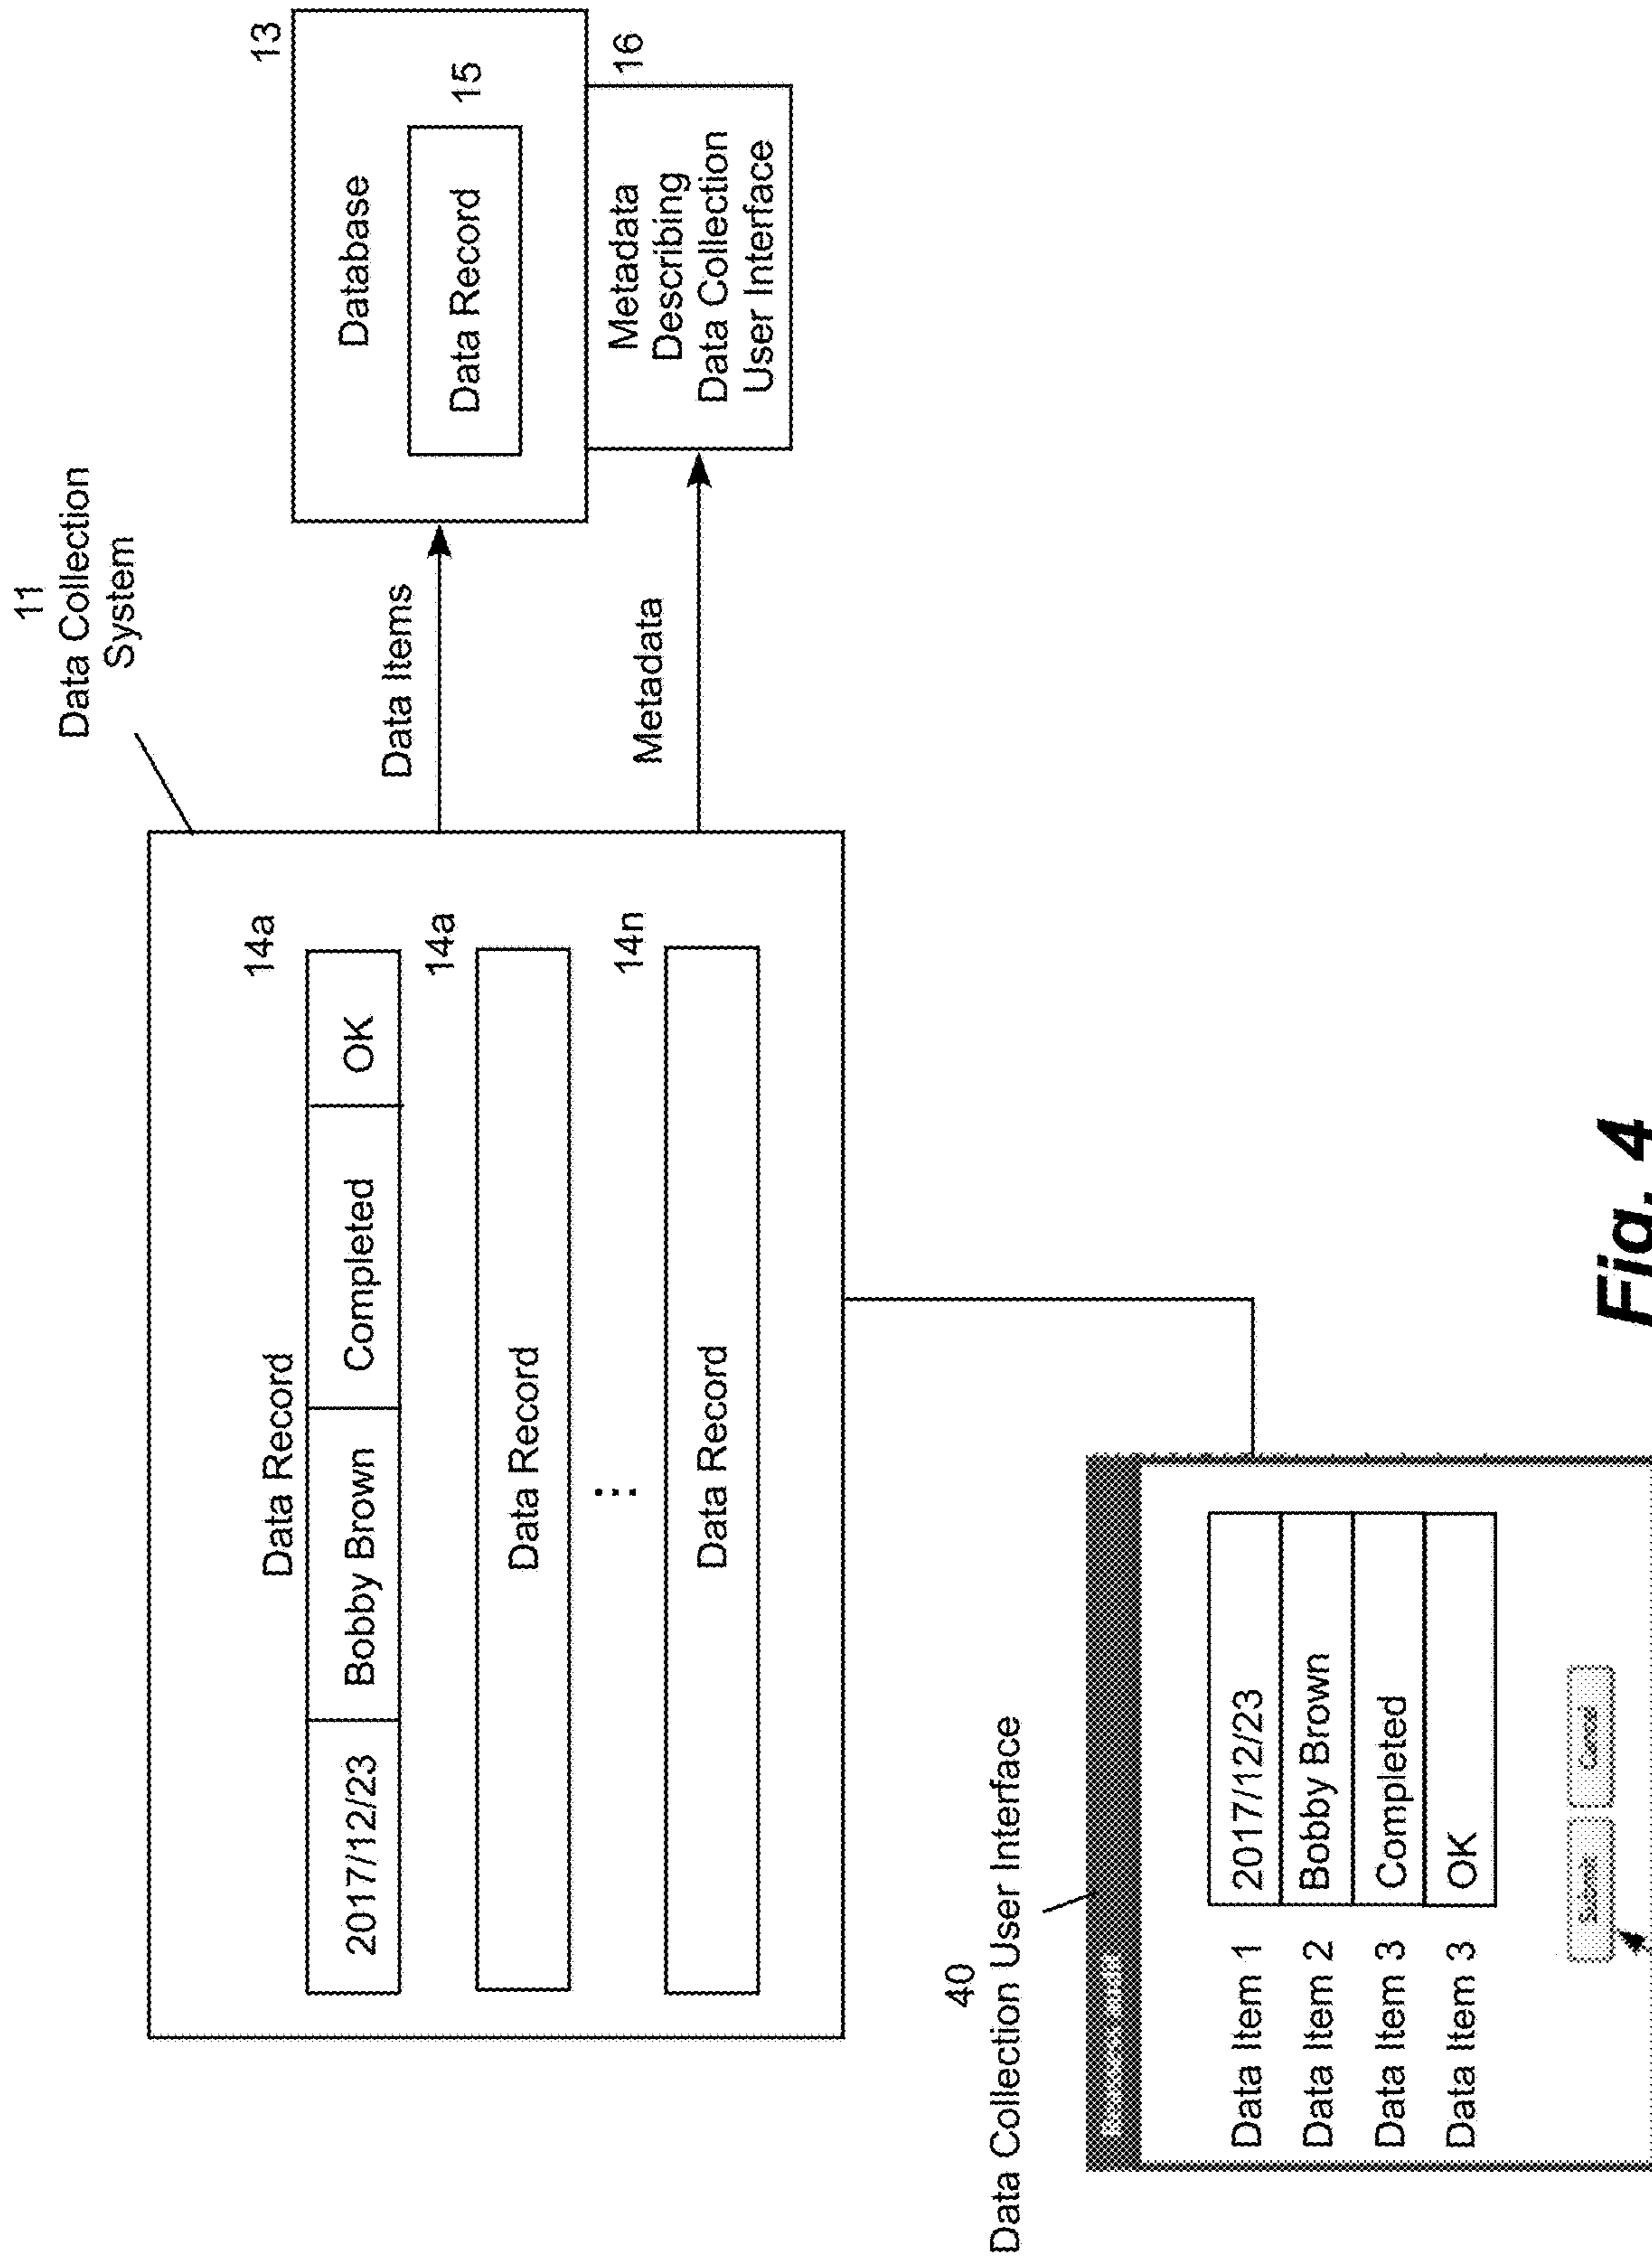 11
Data Collection
System
13
Database
15
Data Record
16
Metadata
Describing
Data Collection
User Interface
Data Items
Metadata
Data Record
14a
2017/12/23
Bobby Brown
Completed
OK
14a
Data Record
⋮
14n
Data Record
40
Data Collection User Interface
Data Item 1
2017/12/23
Data Item 2
Bobby Brown
Data Item 3
Completed
Data Item 3
OK
Submit
Cancel
Fig. 4